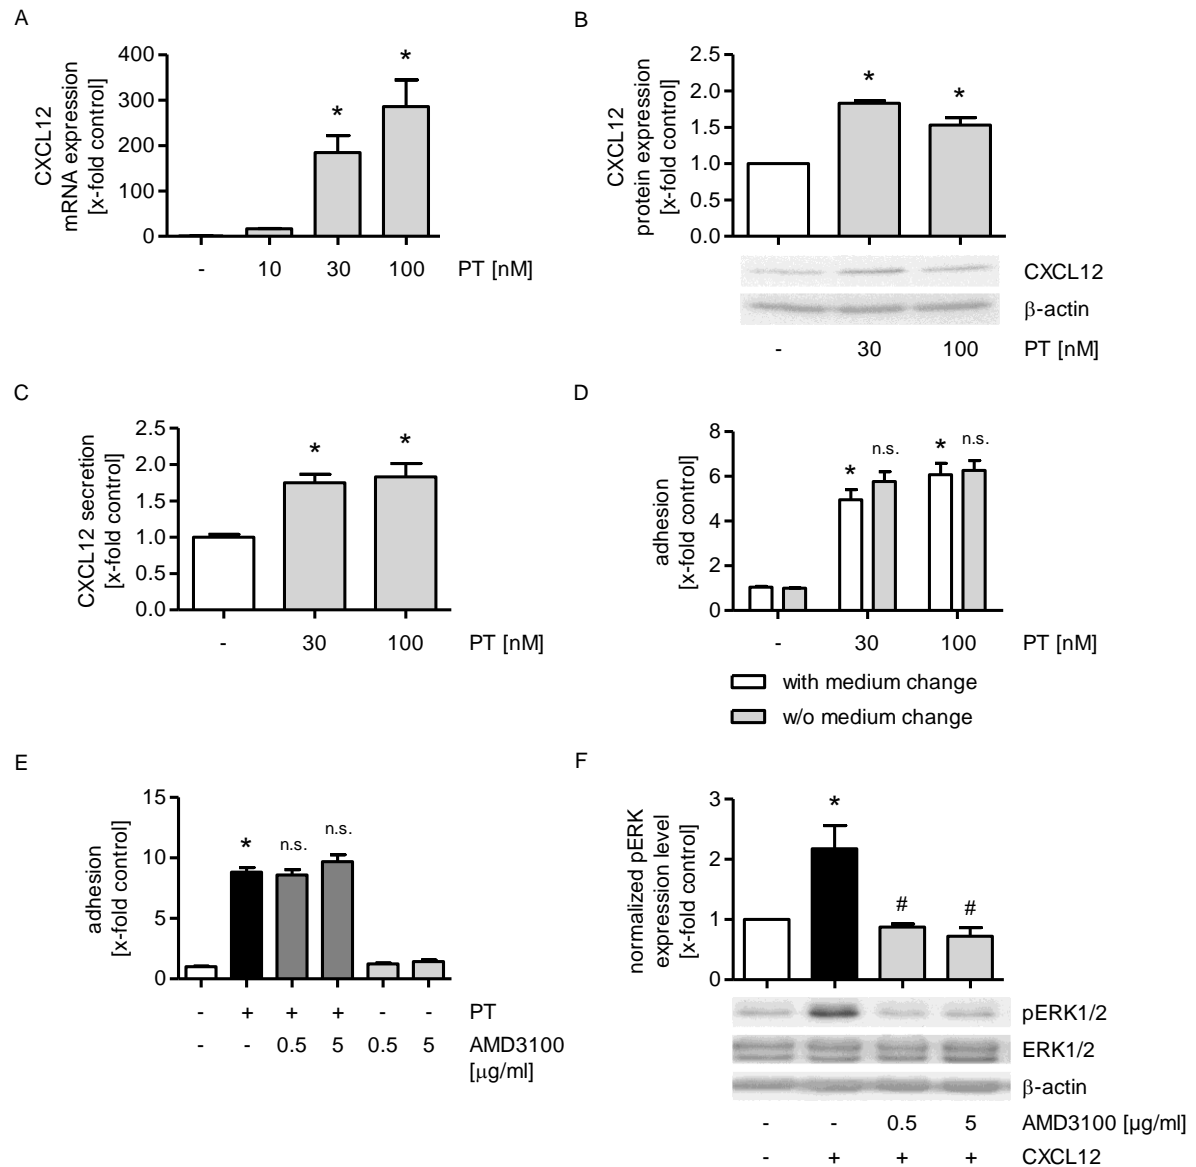 A
CXCL12
mRNA expression
[x-fold control]
400
300
200
100
0
*
*
-
10
30
100
PT [nM]
B
CXCL12
protein expression
[x-fold control]
2.5
2.0
1.5
1.0
0.5
0.0
*
*
CXCL12
β-actin
-
30
100
PT [nM]
C
CXCL12 secretion
[x-fold control]
2.5
2.0
1.5
1.0
0.5
0.0
*
*
-
30
100
PT [nM]
D
adhesion
[x-fold control]
8
6
4
2
0
*
n.s.
*
n.s.
-
30
100
PT [nM]
with medium change
w/o medium change
E
adhesion
[x-fold control]
15
10
5
0
*
n.s.
n.s.
- + + + - - PT
- - 0.5 5 0.5 5 AMD3100
[μg/ml]
F
normalized pERK
expression level
[x-fold control]
3
2
1
0
*
#
#
pERK1/2
ERK1/2
β-actin
- - 0.5 5 AMD3100 [µg/ml]
- + + + CXCL12